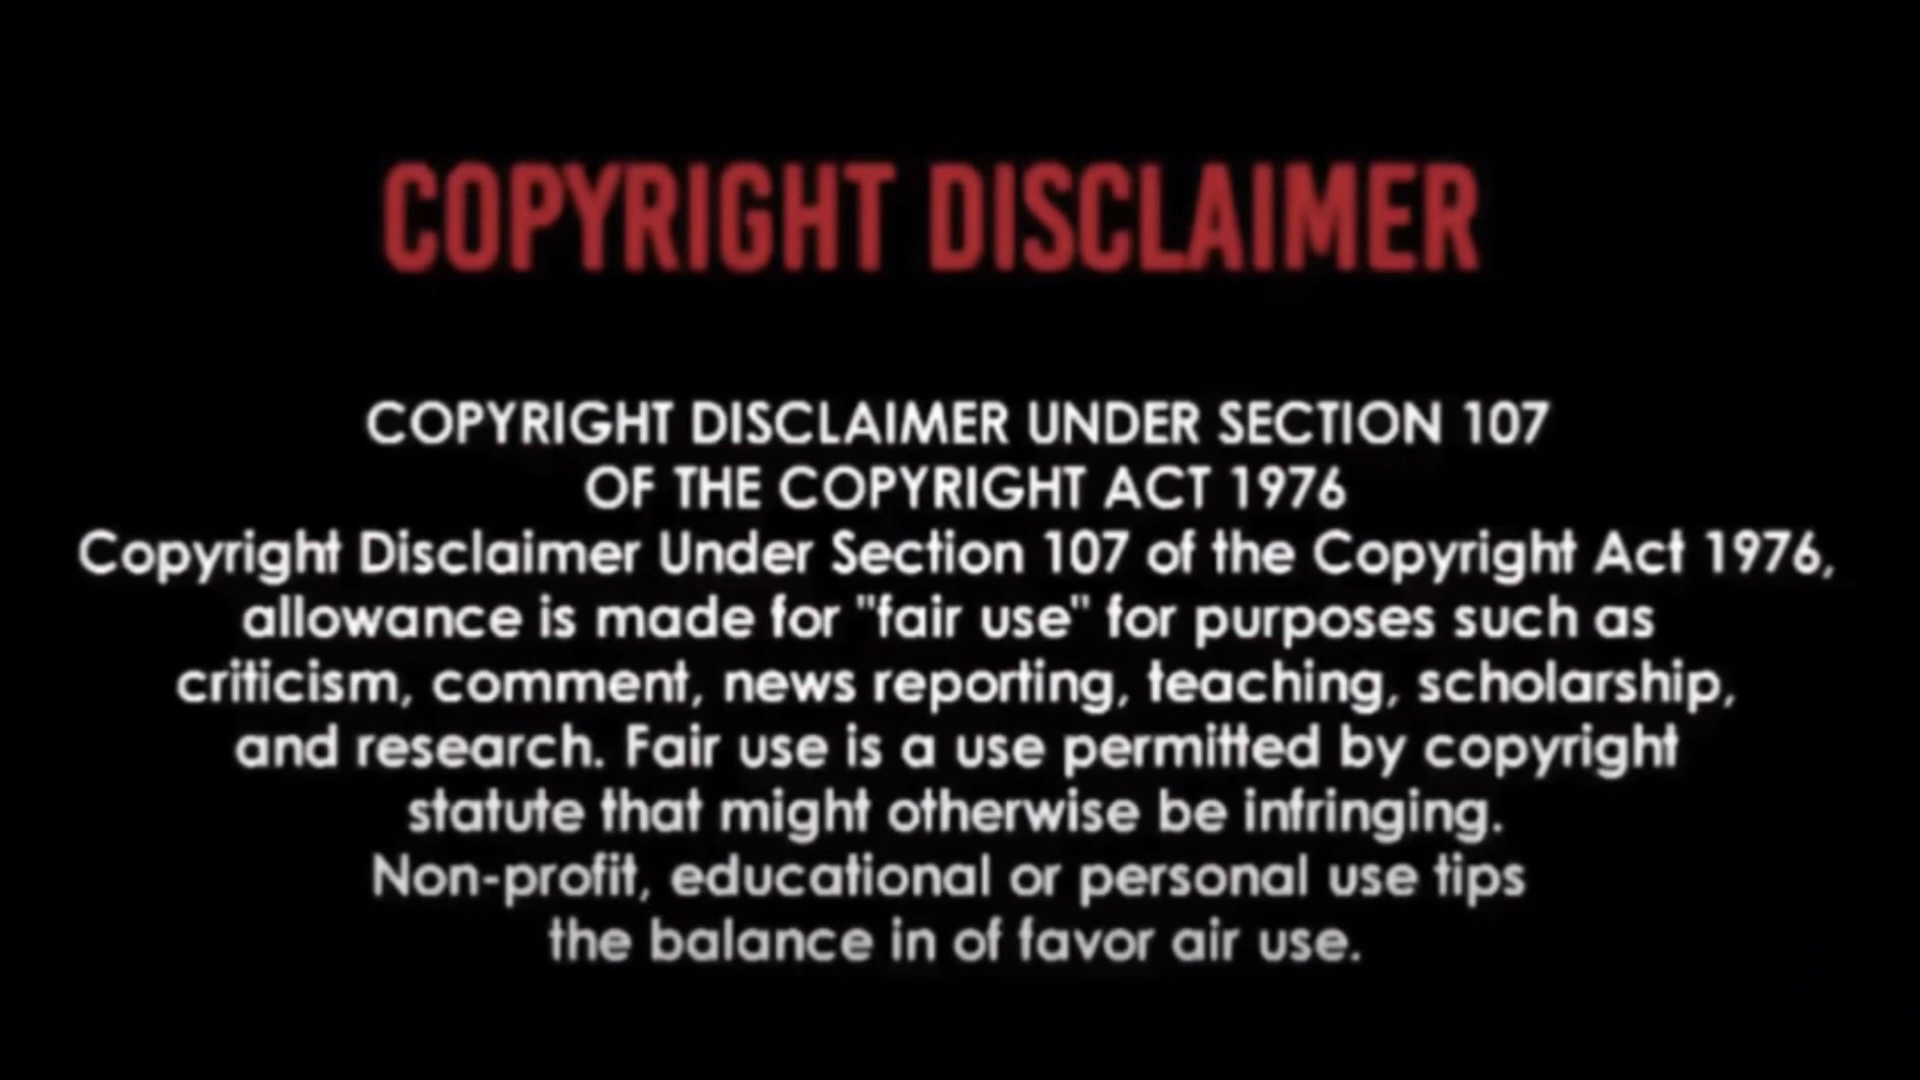 COPYRIGHT DISCLAIMER
COPYRIGHT DISCLAIMER UNDER SECTION 107
OF THE COPYRIGHT ACT 1976
Copyright Disclaimer Under Section 107 of the Copyright Act 1976,
allowance is made for "fair use" for purposes such as
criticism, comment, news reporting, teaching, scholarship,
and research. Fair use is a use permitted by copyright
statute that might otherwise be infringing.
Non-profit, educational or personal use tips
the balance in of favor air use.